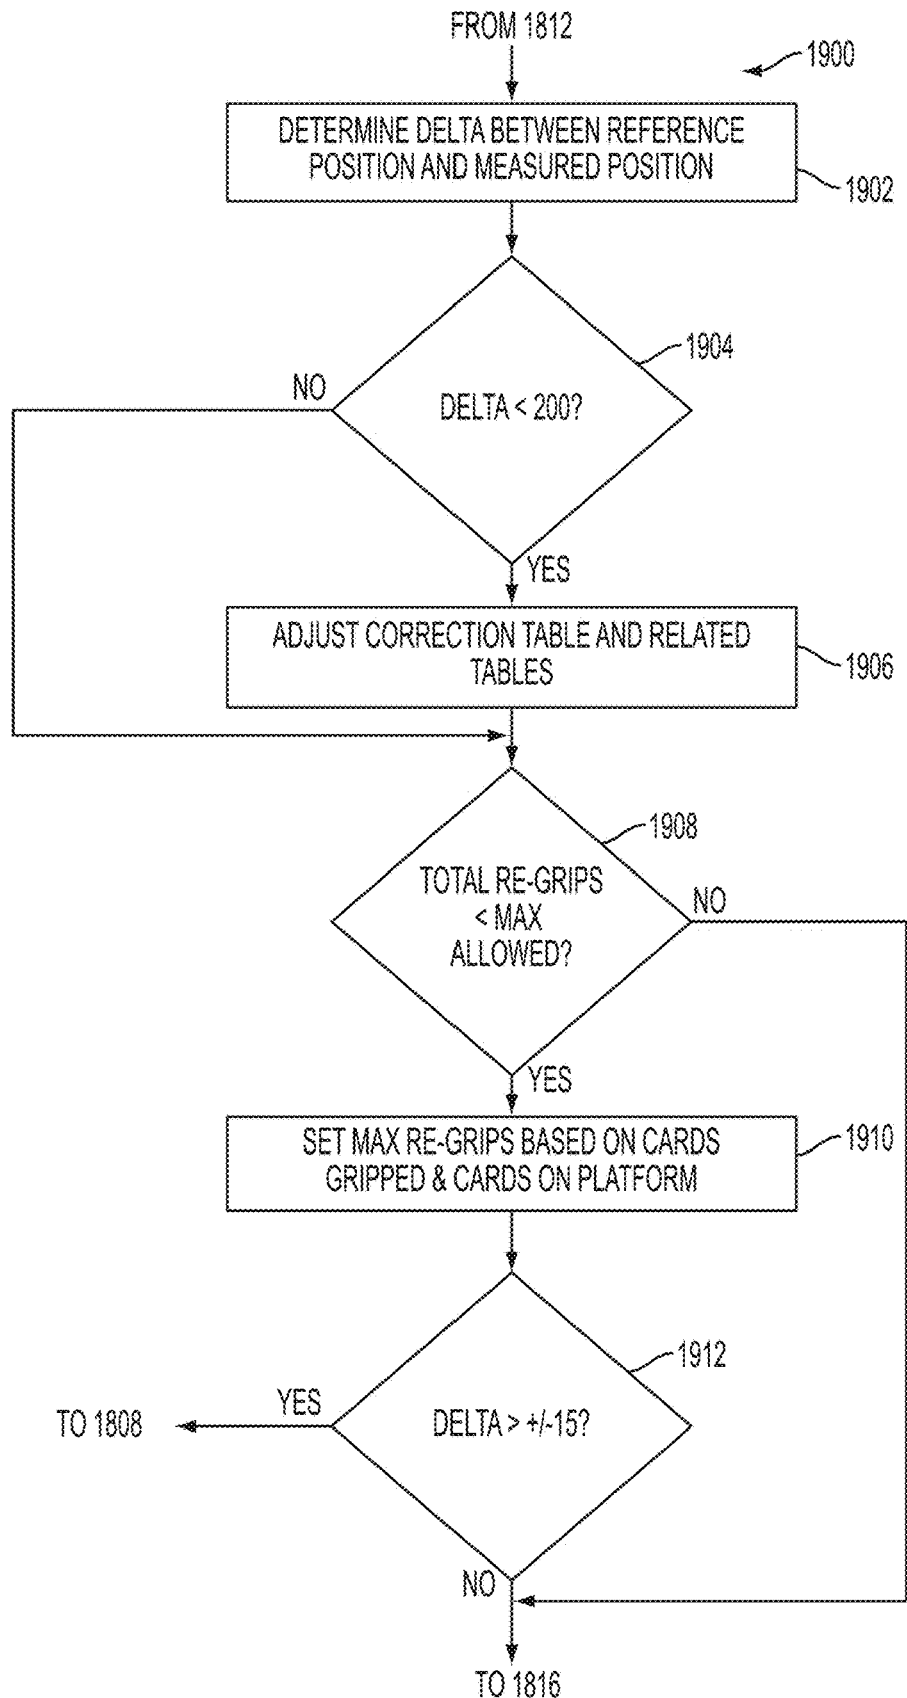 FROM 1812
1900
DETERMINE DELTA BETWEEN REFERENCE
POSITION AND MEASURED POSITION
1902
1904
NO
DELTA < 200?
YES
ADJUST CORRECTION TABLE AND RELATED
TABLES
1906
1908
TOTAL RE-GRIPS
< MAX
ALLOWED?
NO
YES
SET MAX RE-GRIPS BASED ON CARDS
GRIPPED & CARDS ON PLATFORM
1910
1912
YES
TO 1808
DELTA > +/-15?
NO
TO 1816